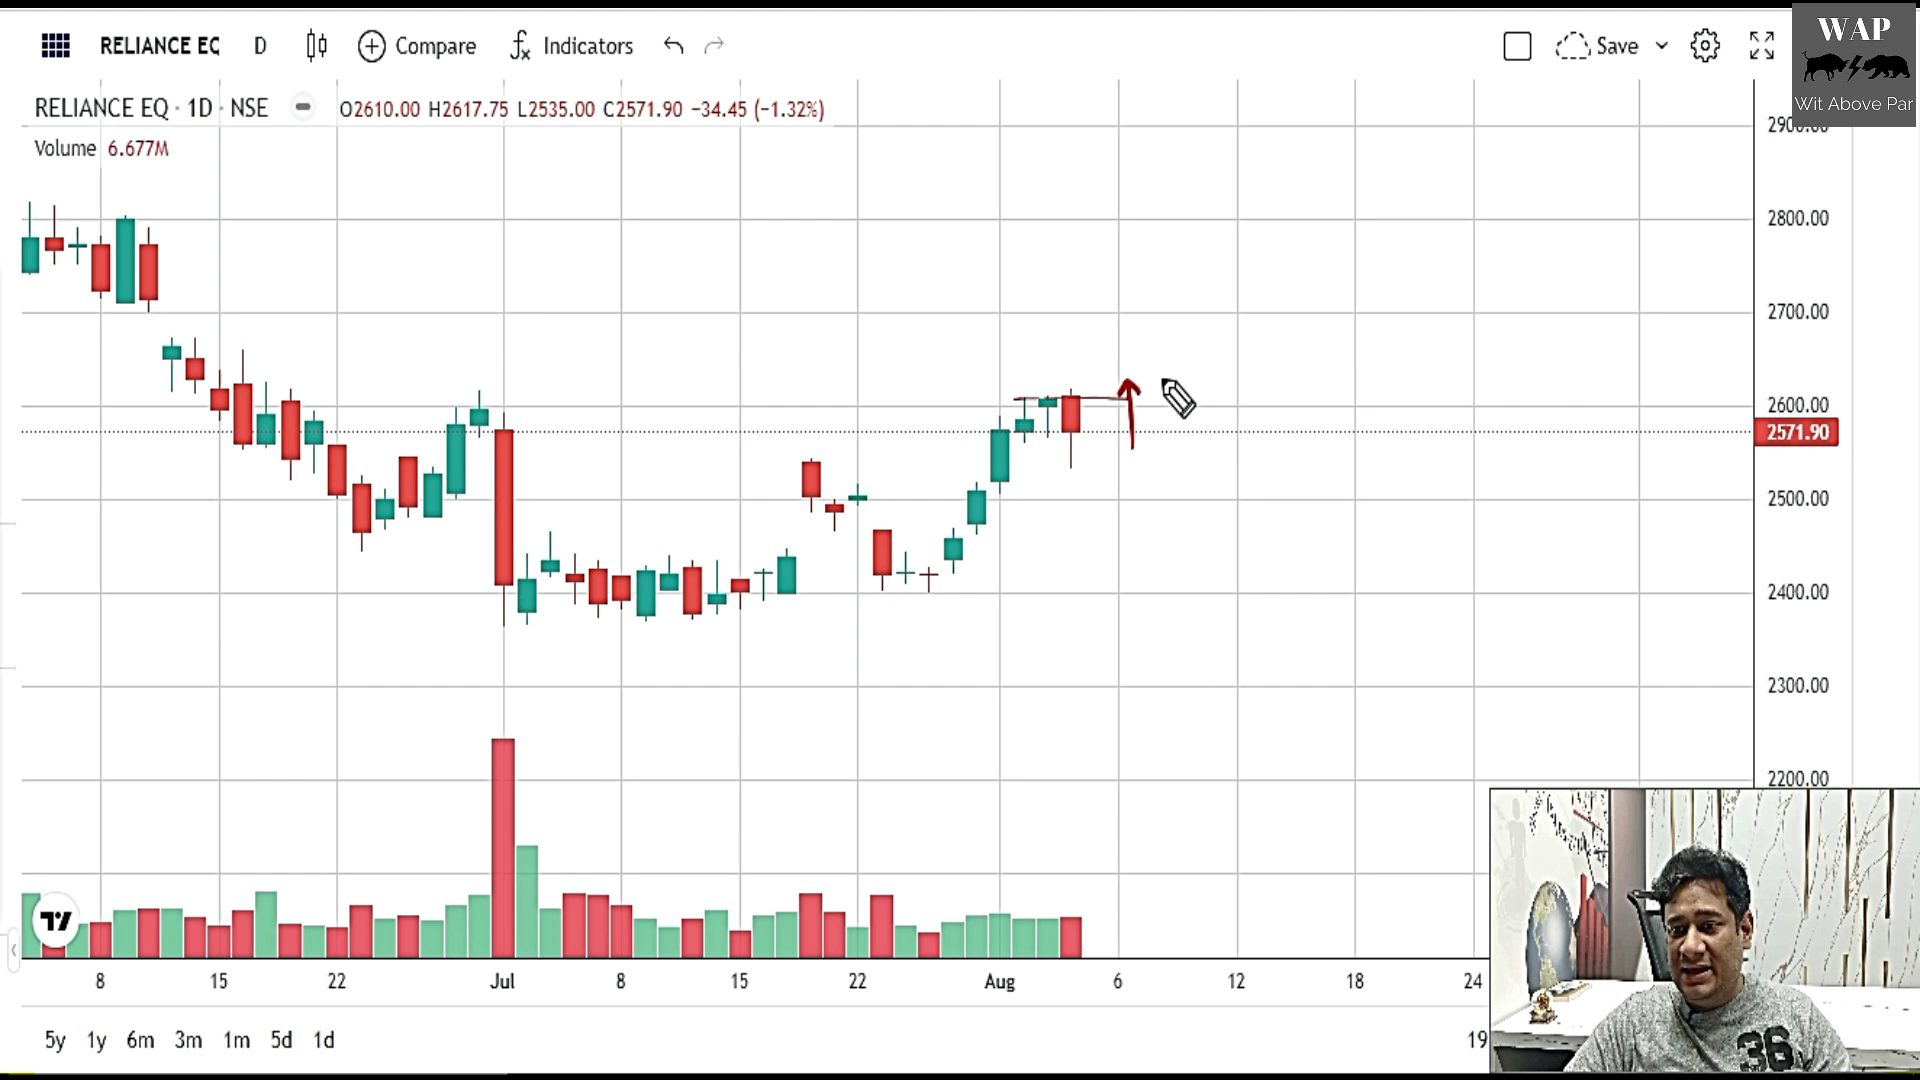 RELIANCE EQ D Compare Indicators Save
WAP
Wit Above Par
RELIANCE EQ · 1D · NSE O2610.00 H2617.75 L2535.00 C2571.90 −34.45 (−1.32%)
Volume 6.677M
2900.00
2800.00
2700.00
2600.00
2571.90
2500.00
2400.00
2300.00
2200.00
8 15 22 Jul 8 15 22 Aug 6 12 18 24
5y 1y 6m 3m 1m 5d 1d 19
36